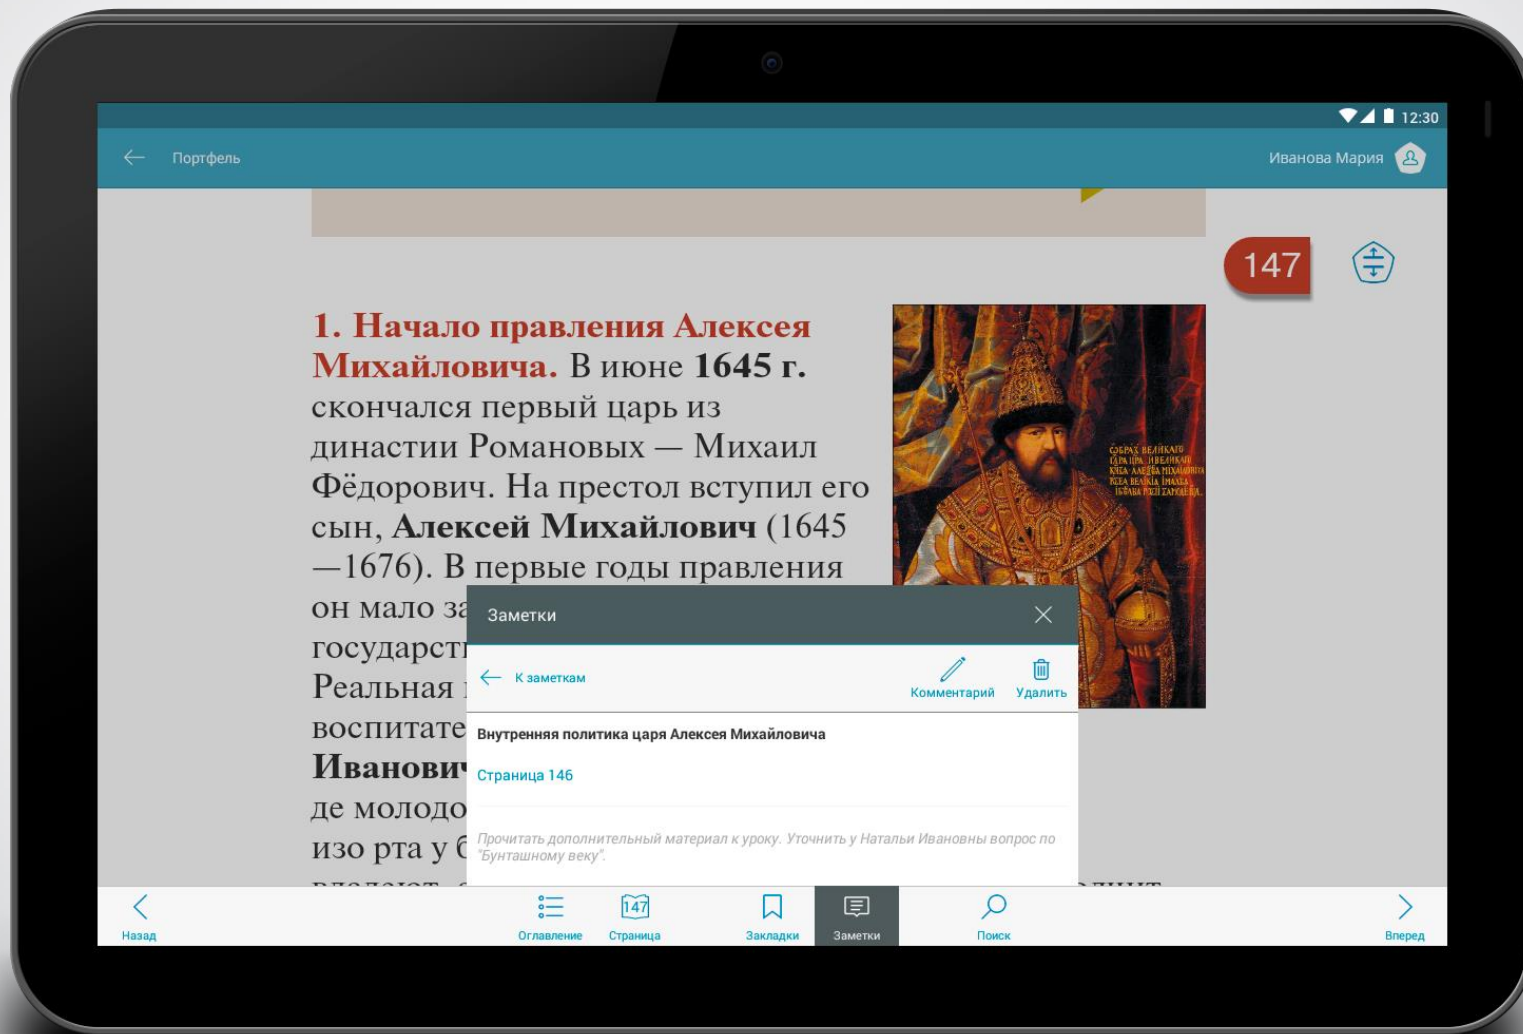 12:30
Портфель
Иванова Мария
147
1. Начало правления Алексея
Михайловича. В июне 1645 г.
скончался первый царь из
династии Романовых — Михаил
Фёдорович. На престол вступил его
сын, Алексей Михайлович (1645
—1676). В первые годы правления
он мало
государст
Реальная
воспитате
Иванович
де молодо
изо рта у
Заметки
К заметкам
Комментарий
Удалить
Внутренняя политика царя Алексея Михайловича
Страница 146
Прочитать дополнительный материал к уроку. Уточнить у Натальи Ивановны вопрос по
"Бунташному веку".
Назад
Оглавление
147
Страница
Закладки
Заметки
Поиск
Вперед